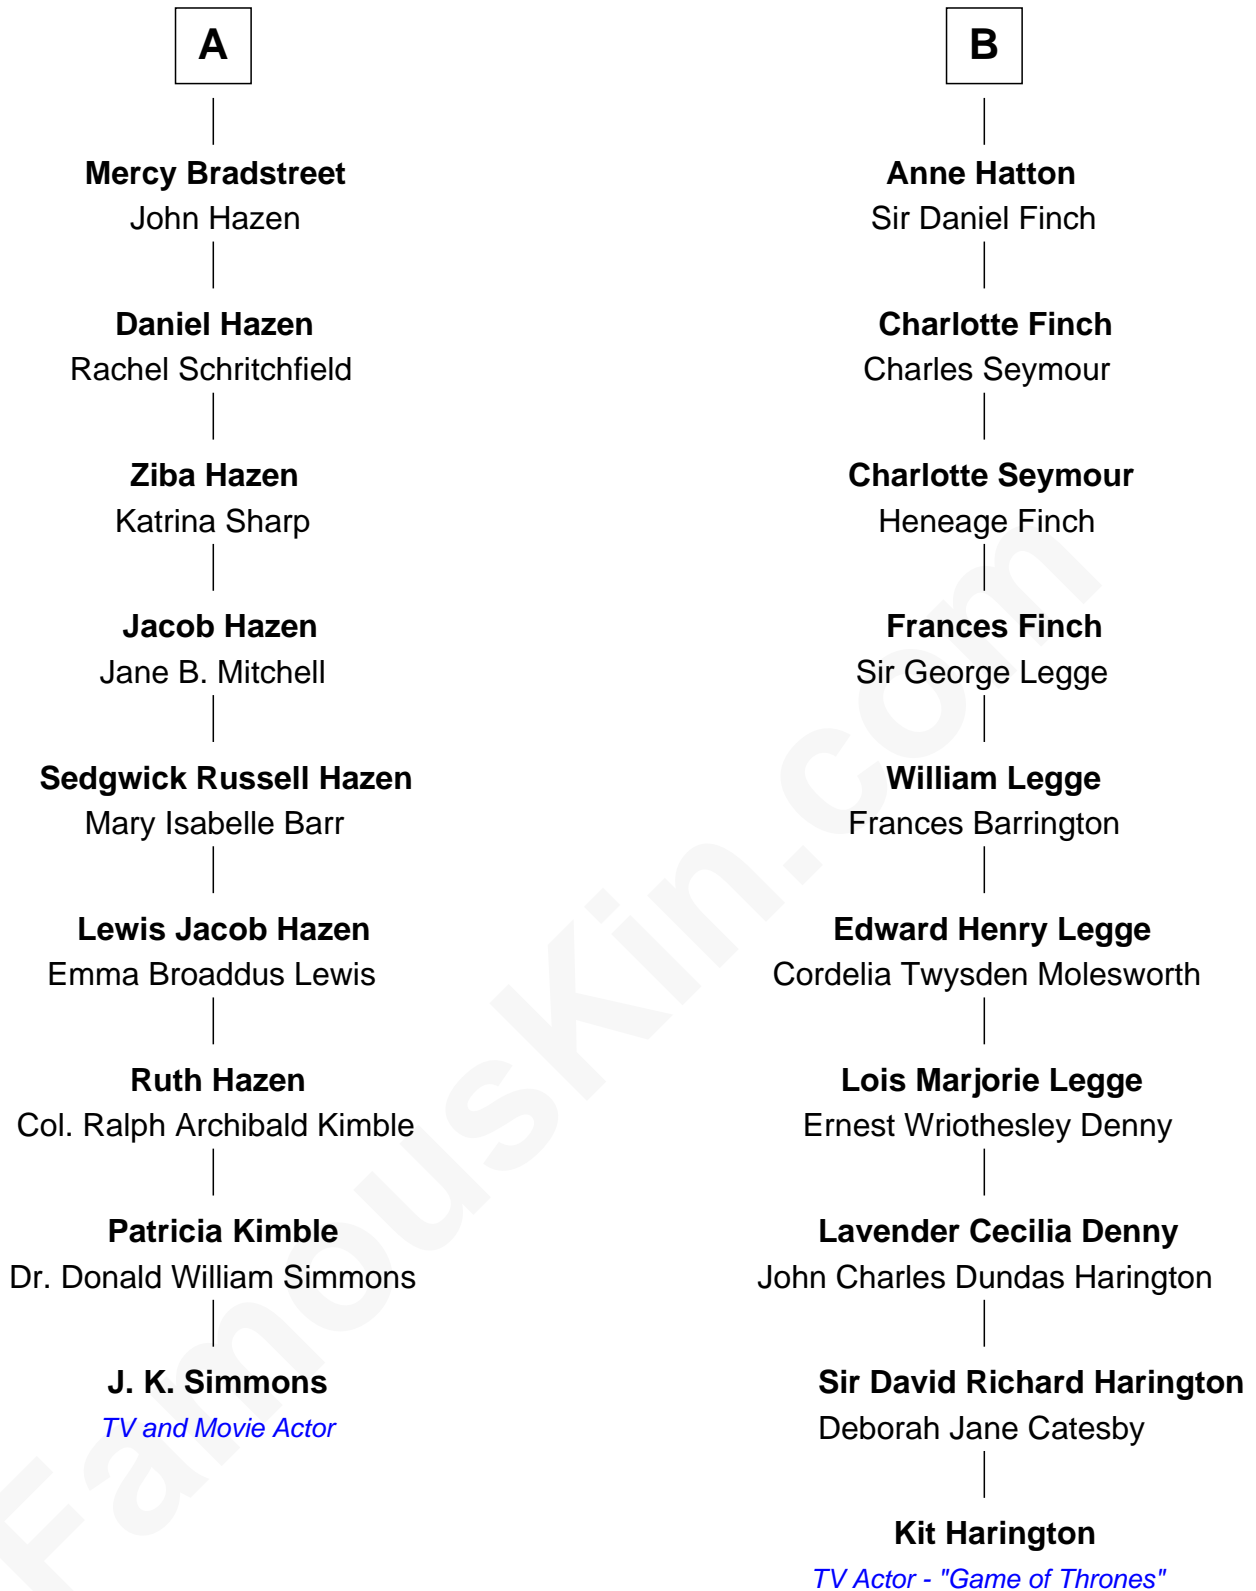 A
Mercy Bradstreet
John Hazen
Daniel Hazen
Rachel Schritchfield
Ziba Hazen
Katrina Sharp
Jacob Hazen
Jane B. Mitchell
Sedgwick Russell Hazen
Mary Isabelle Barr
Lewis Jacob Hazen
Emma Broaddus Lewis
Ruth Hazen
Col. Ralph Archibald Kimble
Patricia Kimble
Dr. Donald William Simmons
J. K. Simmons
TV and Movie Actor
B
Anne Hatton
Sir Daniel Finch
Charlotte Finch
Charles Seymour
Charlotte Seymour
Heneage Finch
Frances Finch
Sir George Legge
William Legge
Frances Barrington
Edward Henry Legge
Cordelia Twysden Molesworth
Lois Marjorie Legge
Ernest Wriothesley Denny
Lavender Cecilia Denny
John Charles Dundas Harington
Sir David Richard Harington
Deborah Jane Catesby
Kit Harington
TV Actor - "Game of Thrones"
FamousKin.com